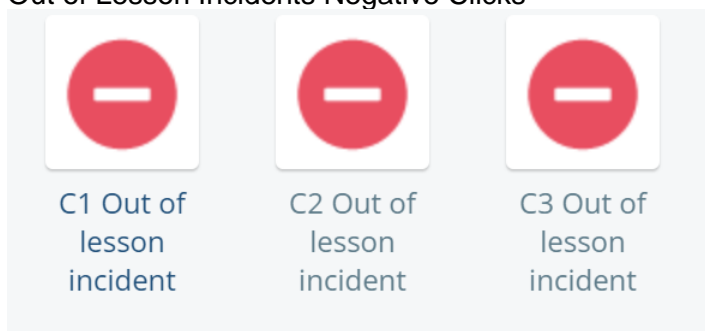 Out of Lesson Incidents Negative Clicks
C1 Out of
lesson
incident
C2 Out of
lesson
incident
C3 Out of
lesson
incident